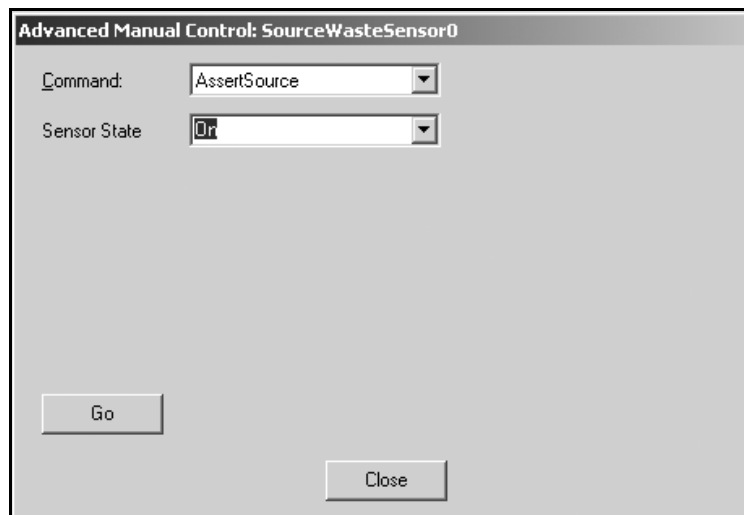 Advanced Manual Control: SourceWasteSensor0
Command: AssertSource
Sensor State On
Go
Close